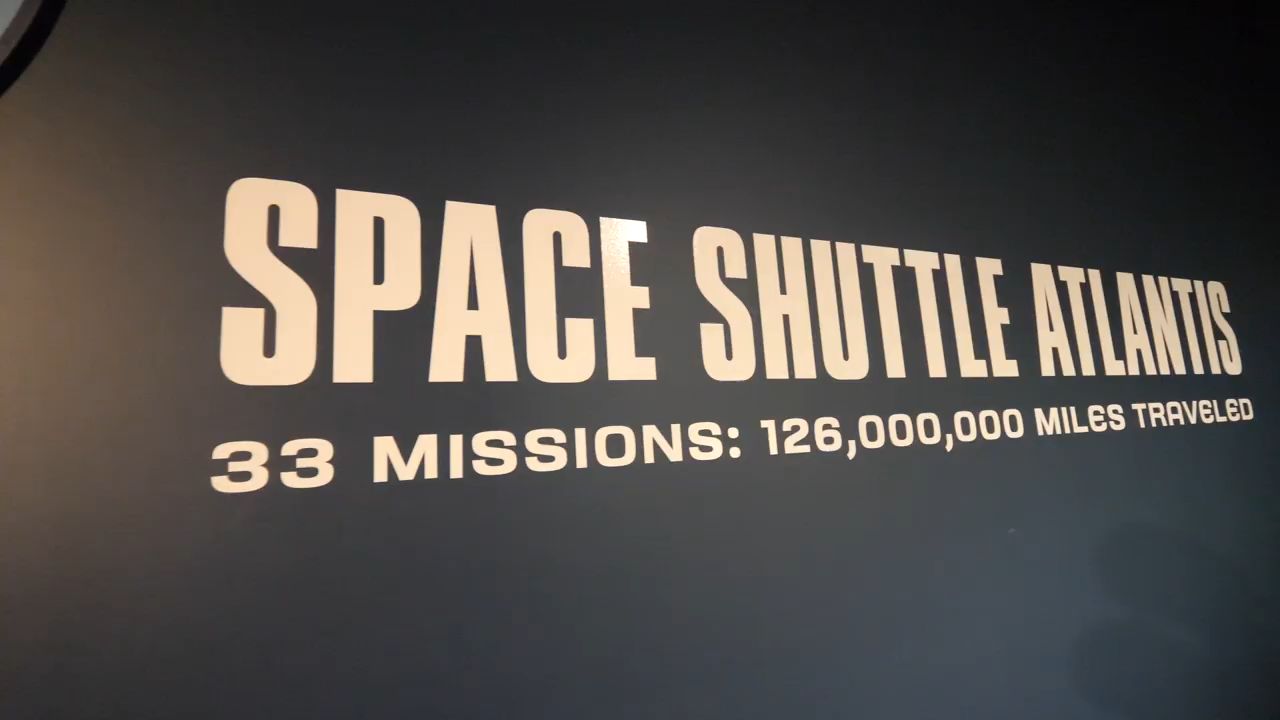 SPACE SHUTTLE ATLANTIS
33 MISSIONS: 126,000,000 MILES TRAVELED